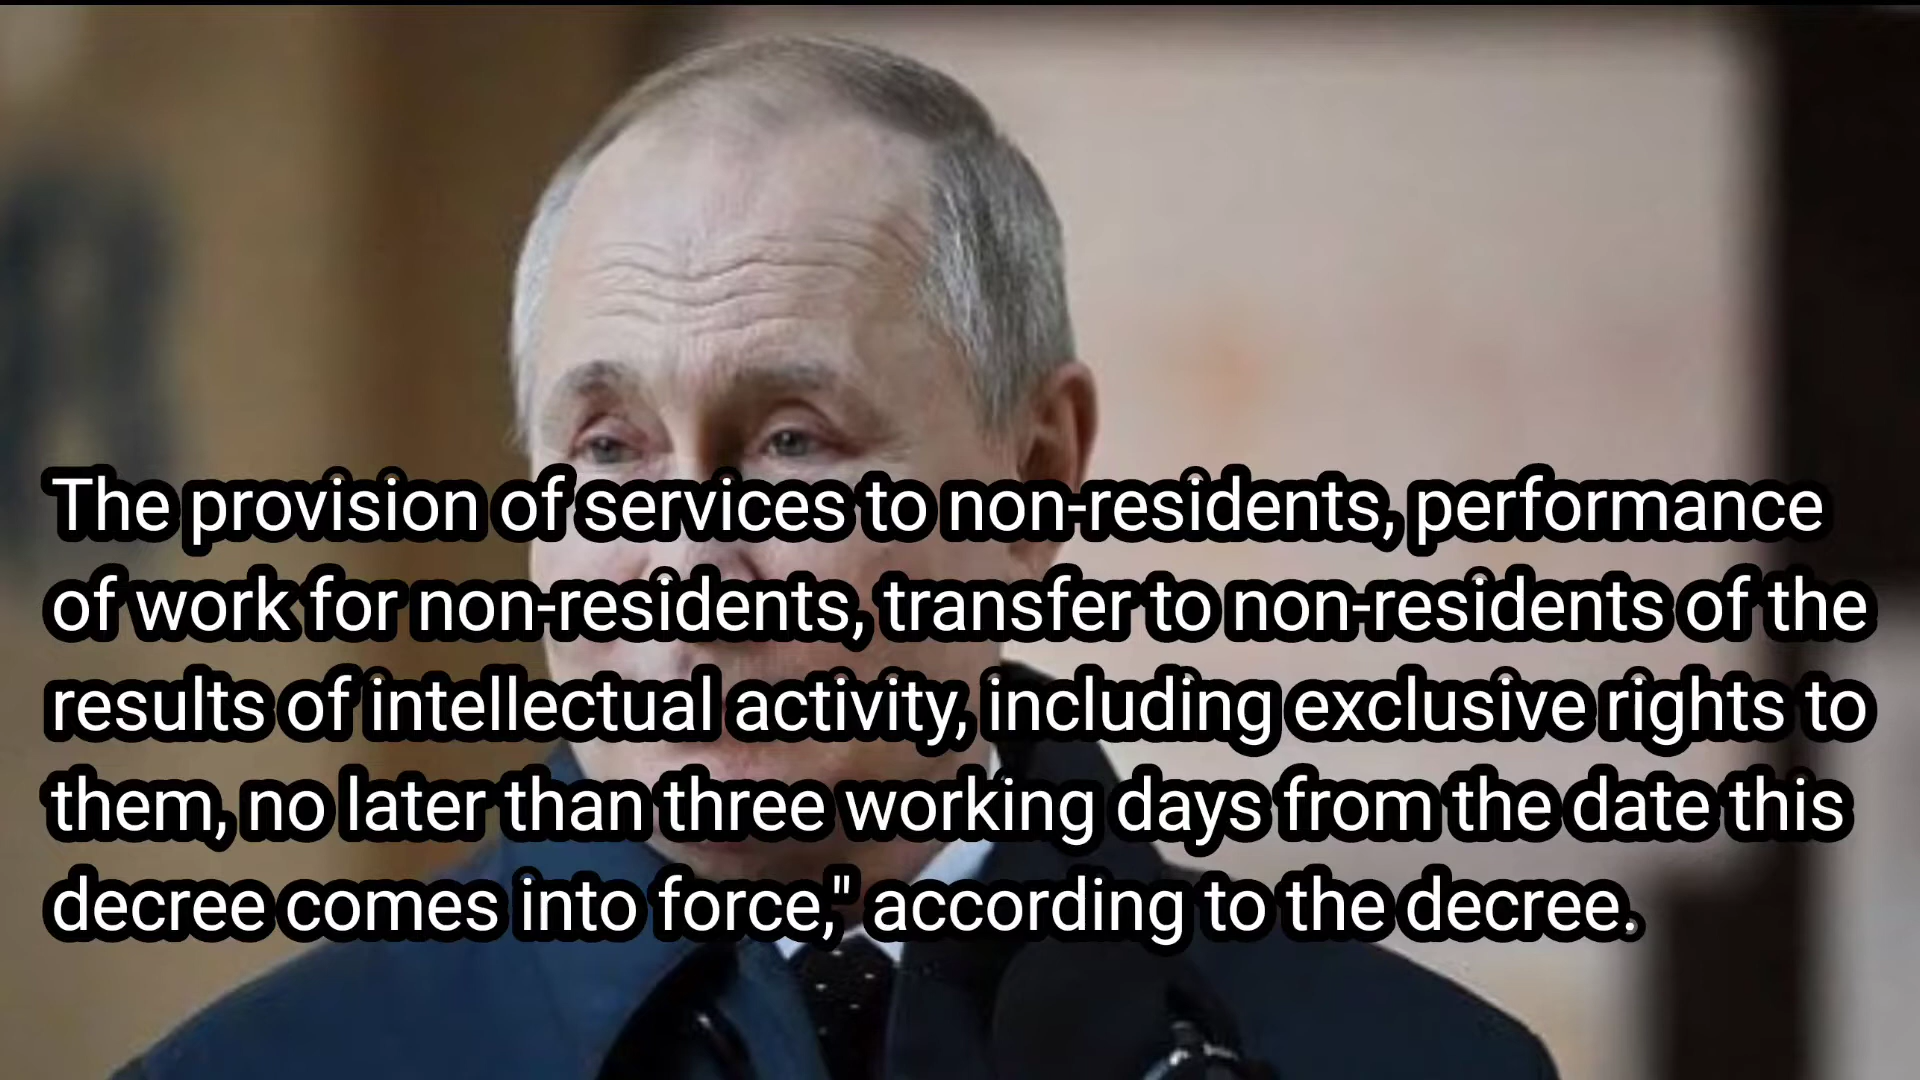 The provision of services to non-residents, performance
of work for non-residents, transfer to non-residents of the
results of intellectual activity, including exclusive rights to
them, no later than three working days from the date this
decree comes into force," according to the decree.